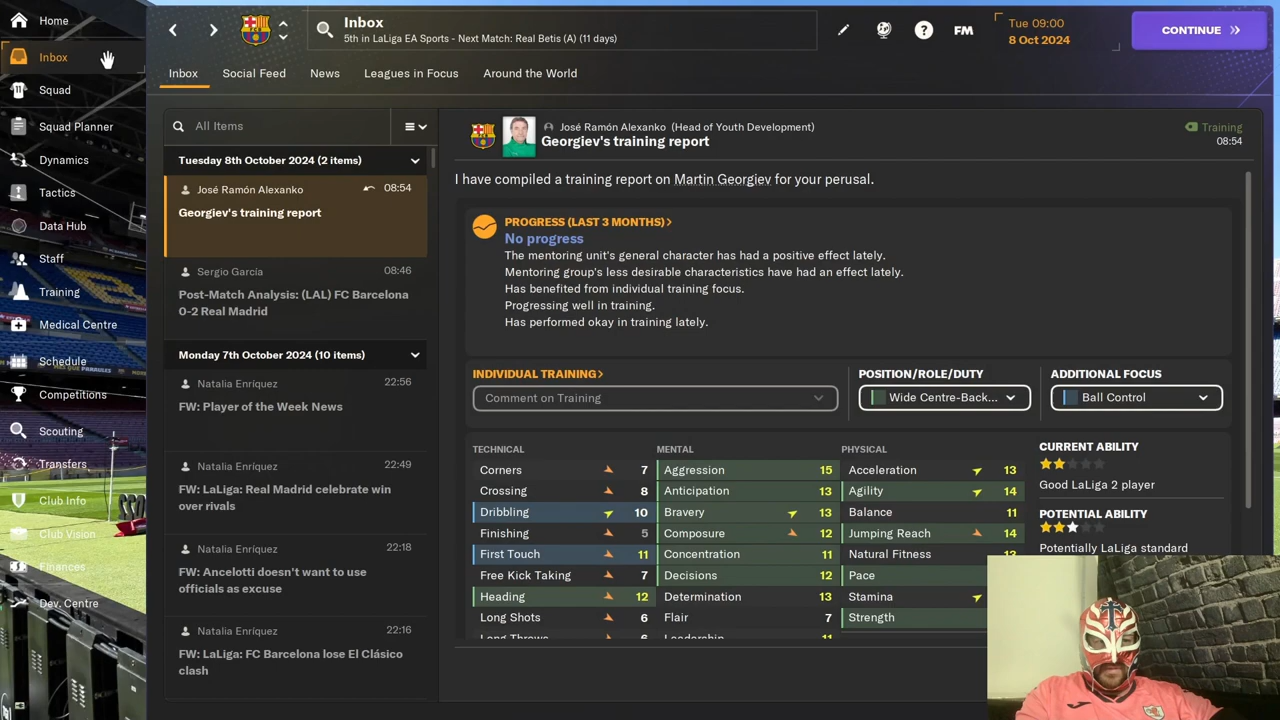 Home
Inbox
Squad
Squad Planner
Dynamics
Tactics
Data Hub
Staff
Training
Medical Centre
Schedule
Competitions
Scouting
Transfers
Club Info
Club Vision
Finances
Dev. Centre
Inbox
5th in LaLiga EA Sports - Next Match: Real Betis (A) (11 days)
?
FM
Tue 09:00
8 Oct 2024
CONTINUE
Inbox
Social Feed
News
Leagues in Focus
Around the World
All Items
Tuesday 8th October 2024 (2 items)
José Ramón Alexanko 08:54
Georgiev's training report
Sergio García 08:46
Post-Match Analysis: (LAL) FC Barcelona
0-2 Real Madrid
Monday 7th October 2024 (10 items)
Natalia Enríquez 22:56
FW: Player of the Week News
Natalia Enríquez 22:49
FW: LaLiga: Real Madrid celebrate win
over rivals
Natalia Enríquez 22:18
FW: Ancelotti doesn't want to use
officials as excuse
Natalia Enríquez 22:16
FW: LaLiga: FC Barcelona lose El Clásico
clash
José Ramón Alexanko (Head of Youth Development)
Georgiev's training report
Training
08:54
I have compiled a training report on Martin Georgiev for your perusal.
PROGRESS (LAST 3 MONTHS)
No progress
The mentoring unit's general character has had a positive effect lately.
Mentoring group's less desirable characteristics have had an effect lately.
Has benefited from individual training focus.
Progressing well in training.
Has performed okay in training lately.
INDIVIDUAL TRAINING
Comment on Training
POSITION/ROLE/DUTY
Wide Centre-Back...
ADDITIONAL FOCUS
Ball Control
TECHNICAL
Corners 7
Crossing 8
Dribbling 10
Finishing 5
First Touch 11
Free Kick Taking 7
Heading 12
Long Shots 6
Long Throws 6
MENTAL
Aggression 15
Anticipation 13
Bravery 13
Composure 12
Concentration 11
Decisions 12
Determination 13
Flair 7
Leadership 11
PHYSICAL
Acceleration 13
Agility 14
Balance 11
Jumping Reach 14
Natural Fitness
Pace
Stamina
Strength
CURRENT ABILITY
Good LaLiga 2 player
POTENTIAL ABILITY
Potentially LaLiga standard